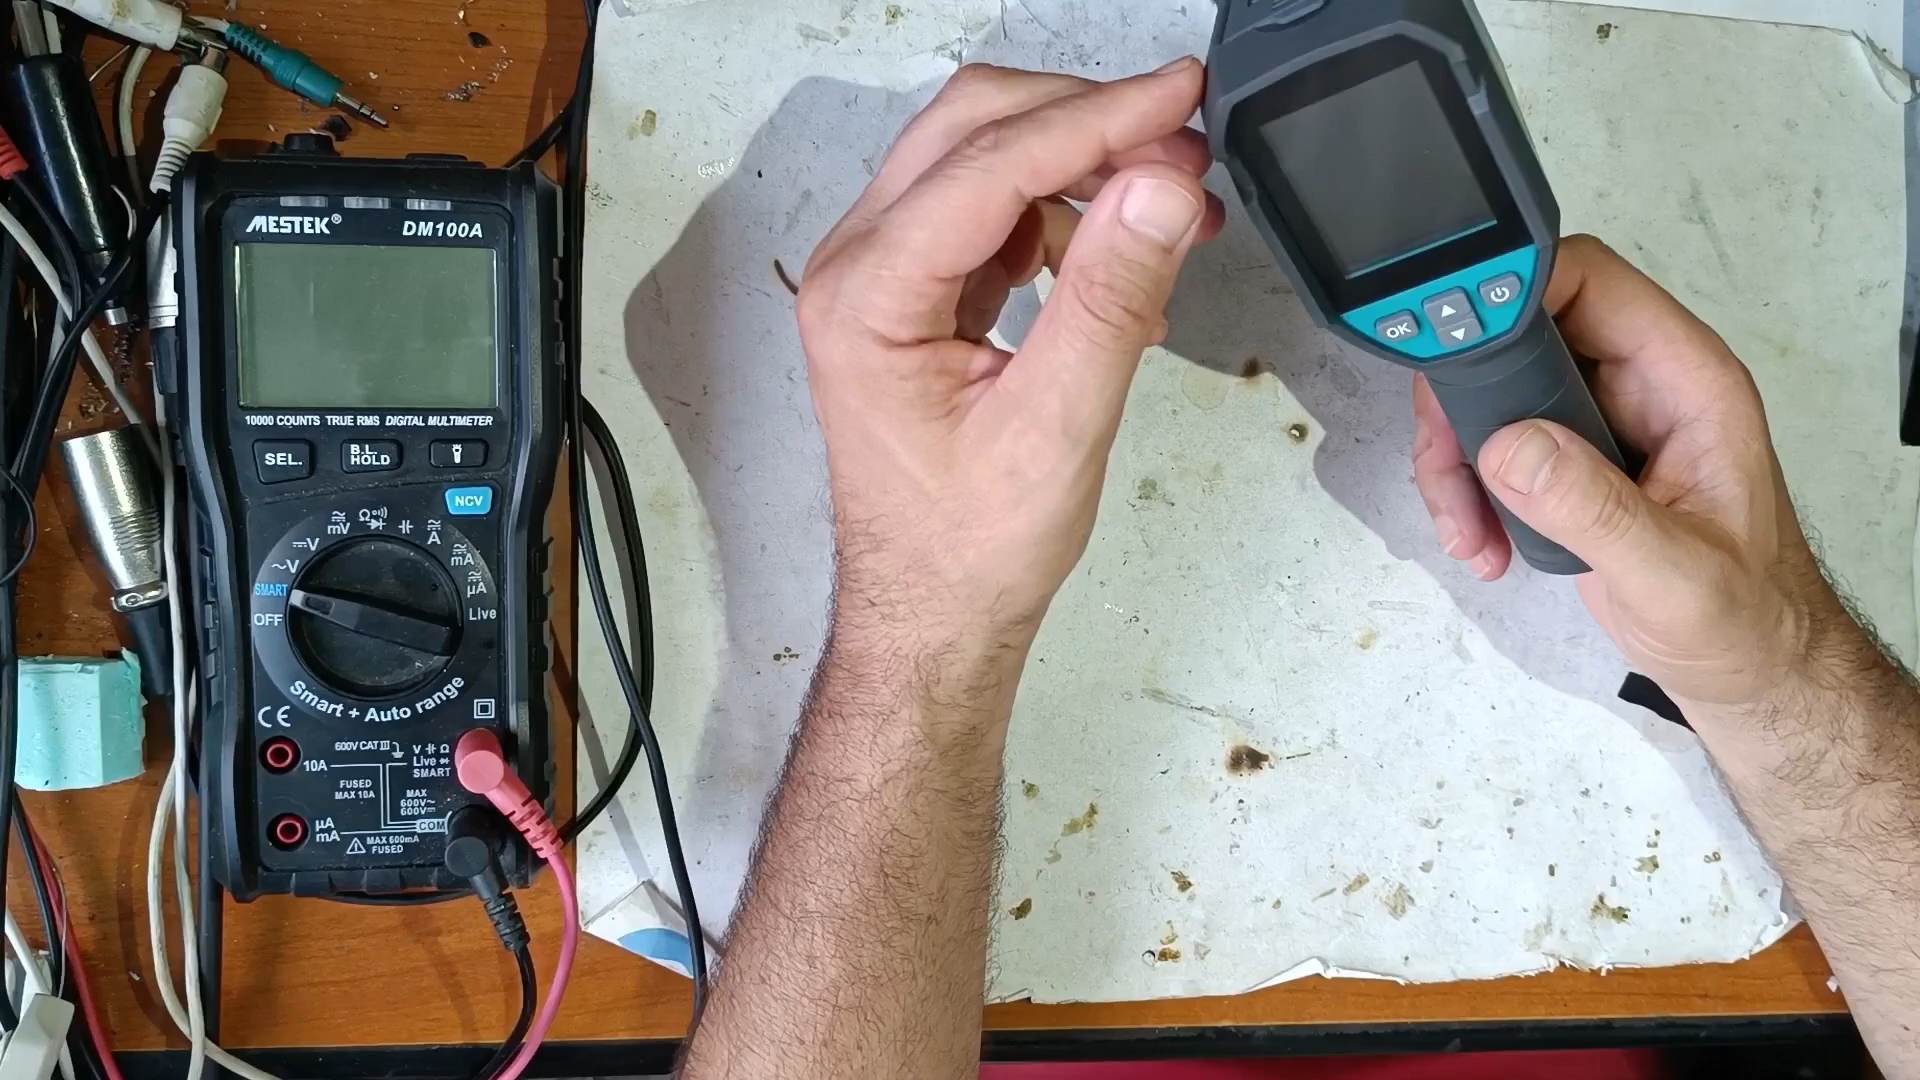 MESTEK® DM100A
10000 COUNTS TRUE RMS DIGITAL MULTIMETER
SEL.
B.L.
HOLD
NCV
mV
Ω
A
V
mA
~V
µA
SMART
Live
OFF
Smart + Auto range
CE
600V CAT III
10A
FUSED
MAX 10A
V Ω
Live
SMART
MAX
600V~
600V⎓
COM
µA
mA
MAX 600mA
FUSED
OK